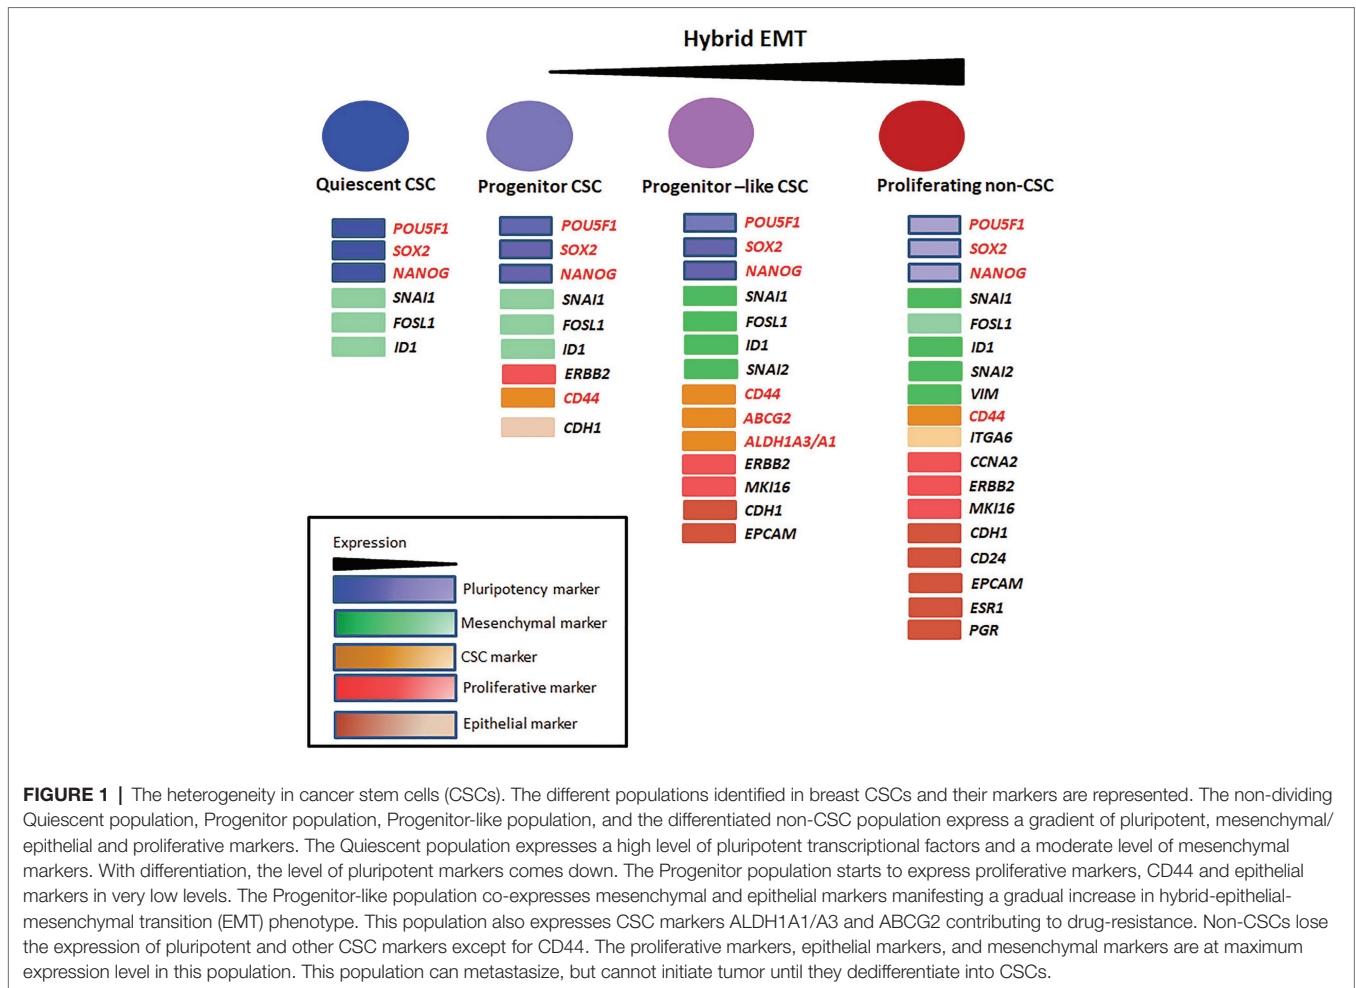 Hybrid EMT
Quiescent CSC
POU5F1
SOX2
NANOG
SNAI1
FOSL1
ID1
Progenitor CSC
POU5F1
SOX2
NANOG
SNAI1
FOSL1
ID1
ERBB2
CD44
CDH1
Progenitor –like CSC
POU5F1
SOX2
NANOG
SNAI1
FOSL1
ID1
SNAI2
CD44
ABCG2
ALDH1A3/A1
ERBB2
MKI16
CDH1
EPCAM
Proliferating non-CSC
POU5F1
SOX2
NANOG
SNAI1
FOSL1
ID1
SNAI2
VIM
CD44
ITGA6
CCNA2
ERBB2
MKI16
CDH1
CD24
EPCAM
ESR1
PGR
Expression
Pluripotency marker
Mesenchymal marker
CSC marker
Proliferative marker
Epithelial marker
FIGURE 1 | The heterogeneity in cancer stem cells (CSCs). The different populations identified in breast CSCs and their markers are represented. The non-dividing
Quiescent population, Progenitor population, Progenitor-like population, and the differentiated non-CSC population express a gradient of pluripotent, mesenchymal/
epithelial and proliferative markers. The Quiescent population expresses a high level of pluripotent transcriptional factors and a moderate level of mesenchymal
markers. With differentiation, the level of pluripotent markers comes down. The Progenitor population starts to express proliferative markers, CD44 and epithelial
markers in very low levels. The Progenitor-like population co-expresses mesenchymal and epithelial markers manifesting a gradual increase in hybrid-epithelial-
mesenchymal transition (EMT) phenotype. This population also expresses CSC markers ALDH1A1/A3 and ABCG2 contributing to drug-resistance. Non-CSCs lose
the expression of pluripotent and other CSC markers except for CD44. The proliferative markers, epithelial markers, and mesenchymal markers are at maximum
expression level in this population. This population can metastasize, but cannot initiate tumor until they dedifferentiate into CSCs.